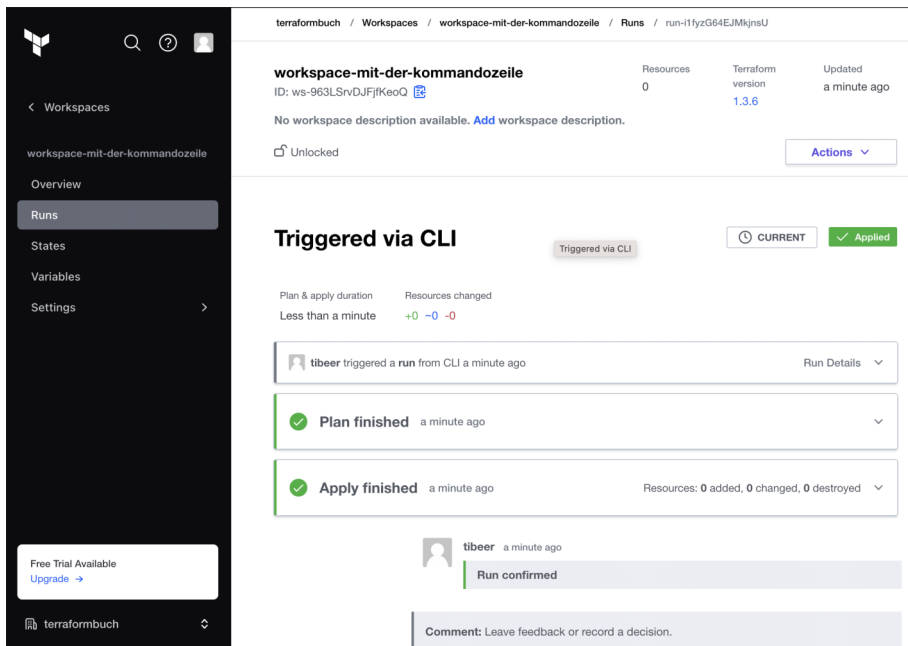 terraformbuch / Workspaces / workspace-mit-der-kommandozeile / Runs / run-i1fyzG64EJMkjnsU
Workspaces
workspace-mit-der-kommandozeile
Overview
Runs
States
Variables
Settings
Free Trial Available
Upgrade →
terraformbuch
workspace-mit-der-kommandozeile
ID: ws-963LSrvDJFjfKeoQ
No workspace description available. Add workspace description.
Unlocked
Resources
0
Terraform version
1.3.6
Updated
a minute ago
Actions
Triggered via CLI
Triggered via CLI
CURRENT
Applied
Plan & apply duration
Less than a minute
Resources changed
+0 ~0 -0
tibeer triggered a run from CLI a minute ago
Run Details
Plan finished a minute ago
Apply finished a minute ago
Resources: 0 added, 0 changed, 0 destroyed
tibeer a minute ago
Run confirmed
Comment: Leave feedback or record a decision.